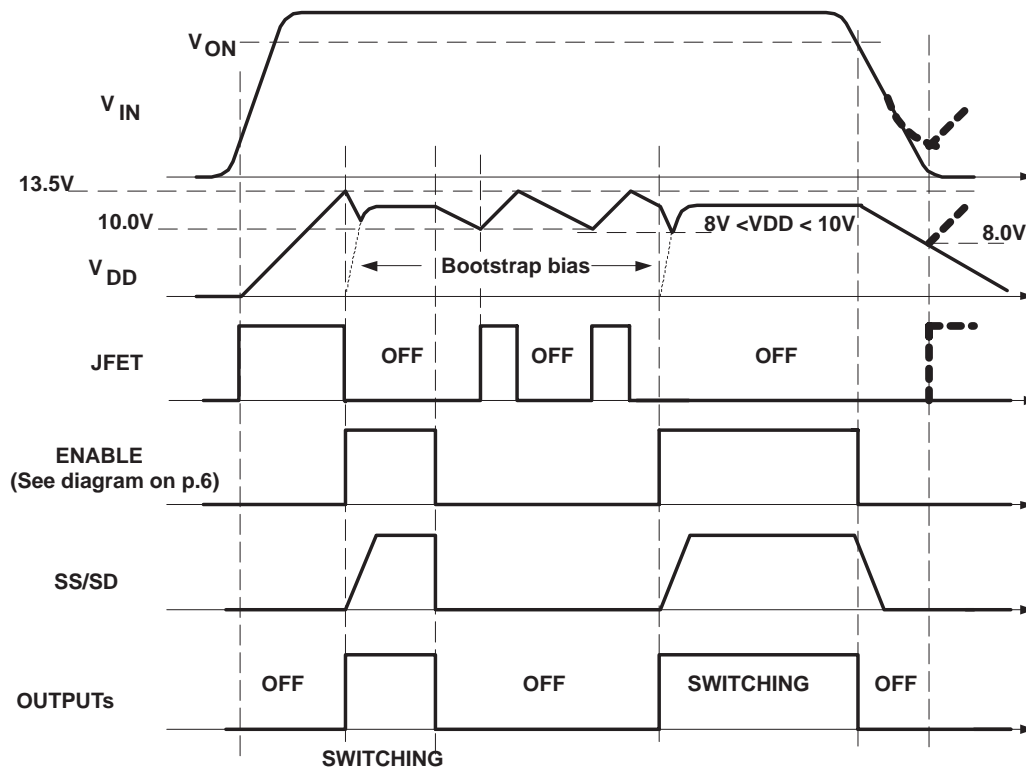 V ON
V IN
13.5V
10.0V
8V <VDD < 10V
8.0V
Bootstrap bias
V DD
JFET
OFF
OFF
OFF
ENABLE
(See diagram on p.6)
SS/SD
OUTPUTs
OFF
OFF
SWITCHING
OFF
SWITCHING